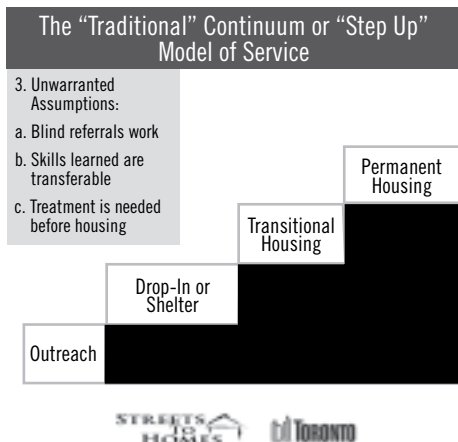 The “Traditional” Continuum or “Step Up”
Model of Service
3. Unwarranted
Assumptions:
a. Blind referrals work
b. Skills learned are
transferable
c. Treatment is needed
before housing
Permanent
Housing
Transitional
Housing
Drop-In or
Shelter
Outreach
STREETS
TO
HOMES
TORONTO